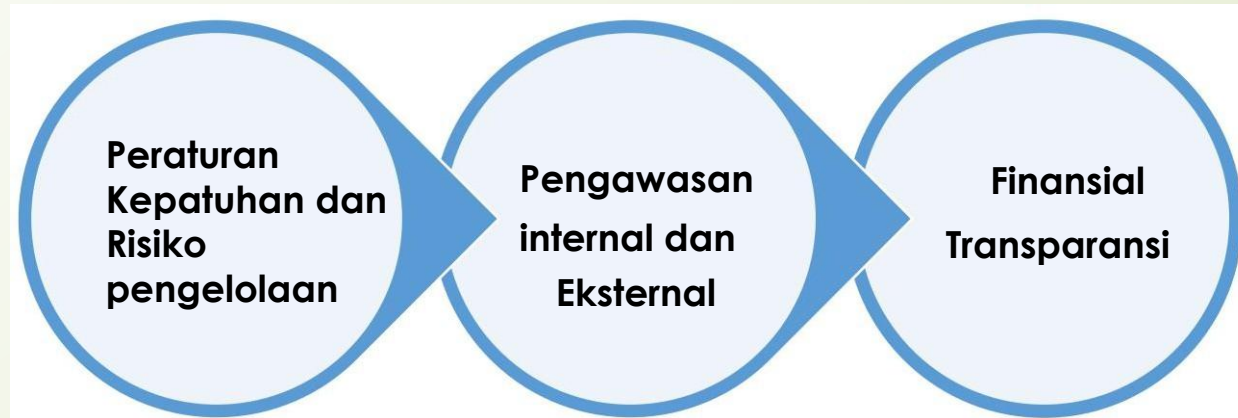 Peraturan
Kepatuhan dan
Risiko
pengelolaan
Pengawasan
internal dan
Eksternal
Finansial
Transparansi